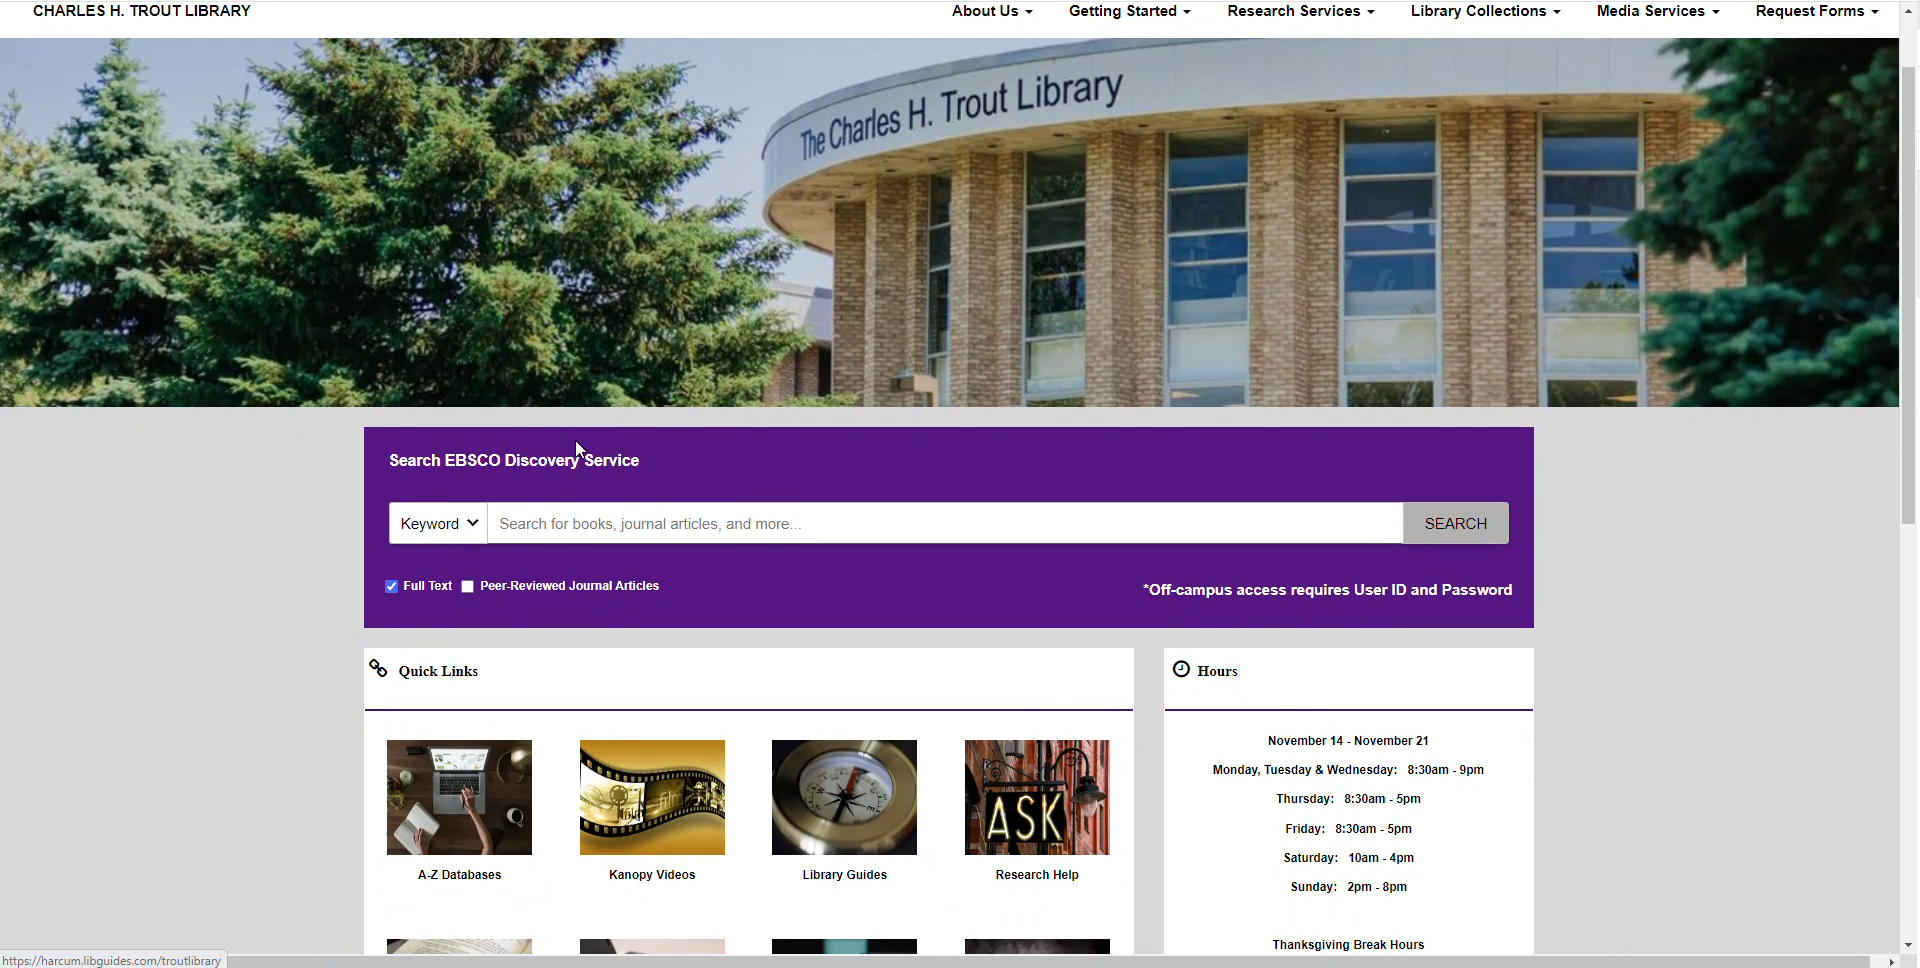 CHARLES H. TROUT LIBRARY
About Us Getting Started Research Services Library Collections Media Services Request Forms
The Charles H. Trout Library
Search EBSCO Discovery Service
Keyword Search for books, journal articles, and more... SEARCH
Full Text Peer-Reviewed Journal Articles
*Off-campus access requires User ID and Password
Quick Links
film
ASK
A-Z Databases Kanopy Videos Library Guides Research Help
Hours
November 14 - November 21
Monday, Tuesday & Wednesday: 8:30am - 9pm
Thursday: 8:30am - 5pm
Friday: 8:30am - 5pm
Saturday: 10am - 4pm
Sunday: 2pm - 8pm
Thanksgiving Break Hours
https://harcum.libguides.com/troutlibrary